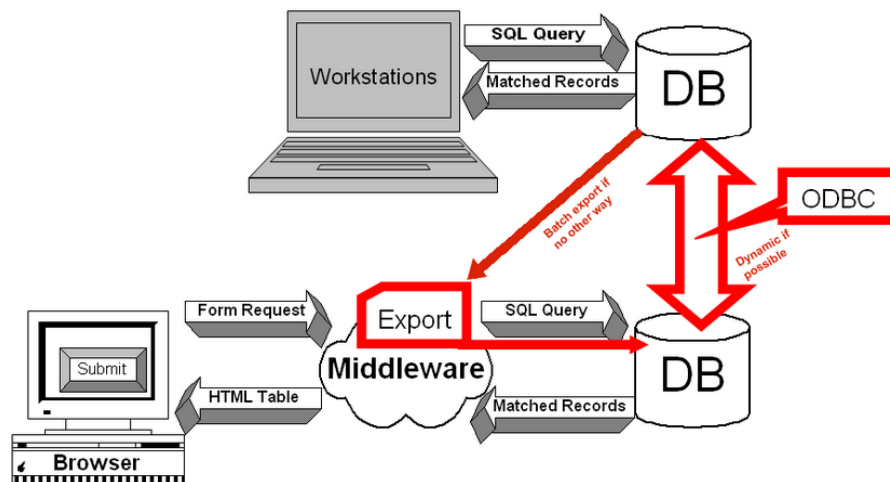 SQL Query
Workstations
Matched Records
DB
ODBC
Batch export if
no other way
Dynamic if
possible
Form Request
Export
SQL Query
Submit
Middleware
DB
HTML Table
Matched Records
Browser